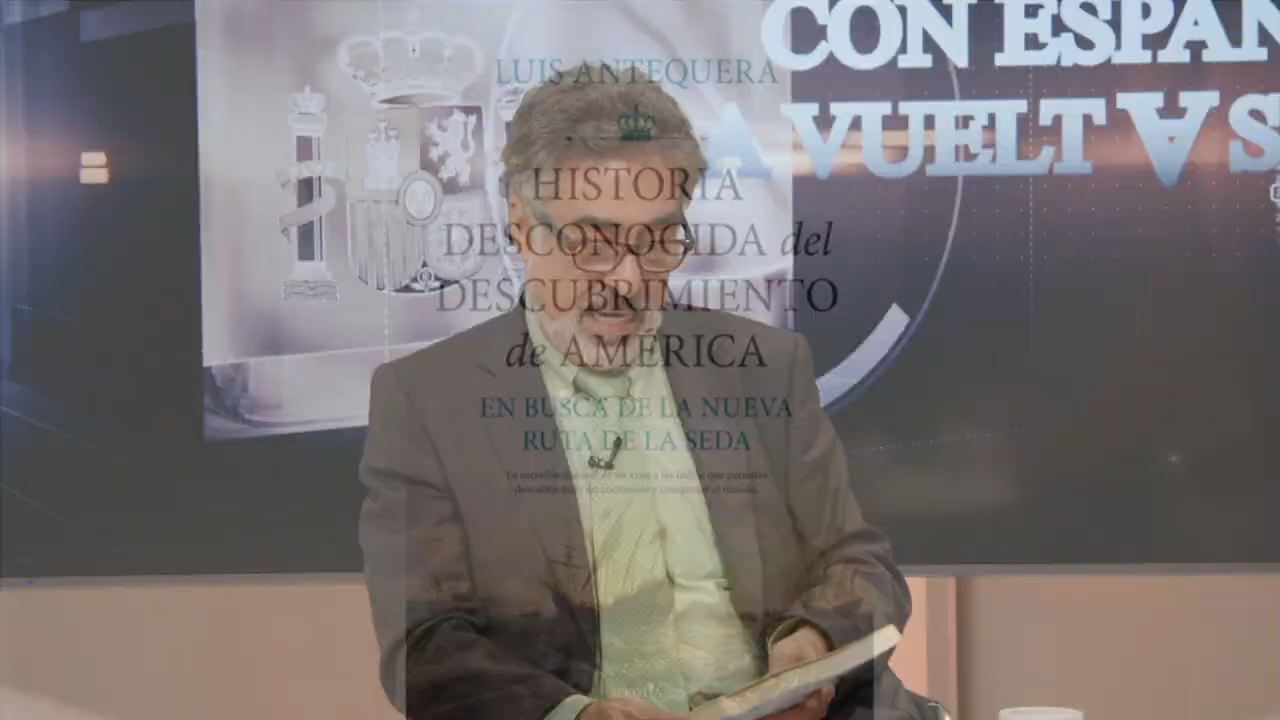 CON ESPAÑ
A VUELTAS
LUIS ANTEQUERA
HISTORIA
DESCONOCIDA del
DESCUBRIMIENTO
de AMÉRICA
EN BUSCA DE LA NUEVA
RUTA DE LA SEDA